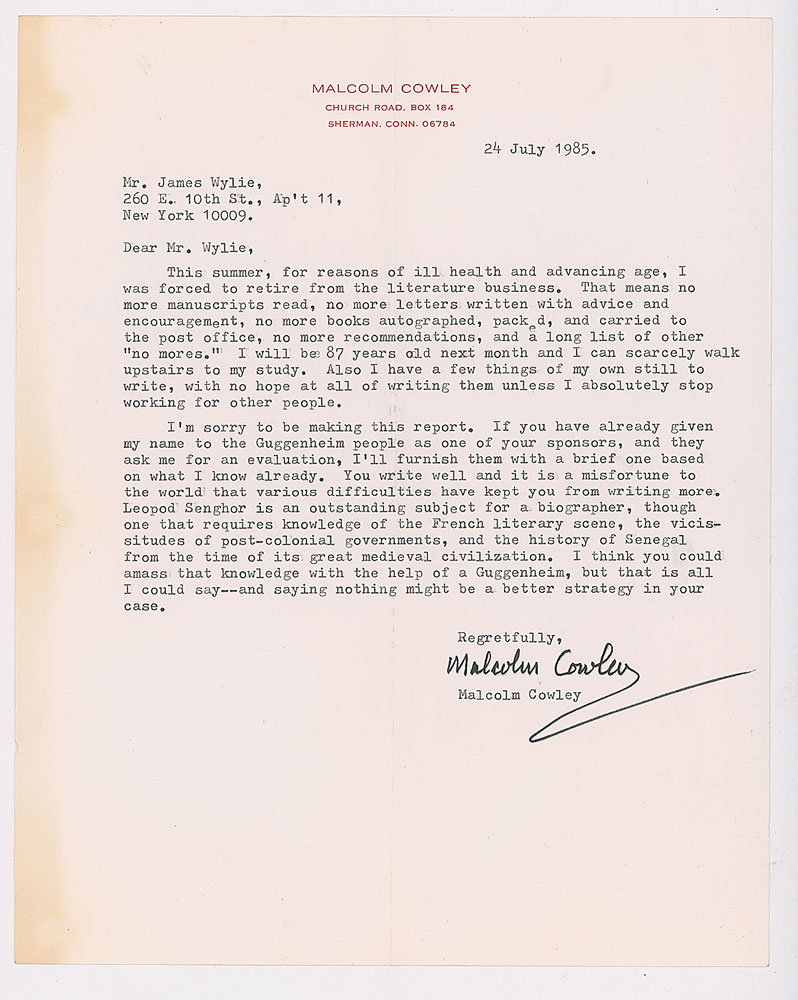 MALCOLM COWLEY
CHURCH ROAD, BOX 184
SHERMAN, CONN. 06784
24 July 1985.
Mr. James Wylie,
260 E. 10th St., Ap't 11,
New York 10009.
Dear Mr. Wylie,
This summer, for reasons of ill health and advancing age, I
was forced to retire from the literature business. That means no
more manuscripts read, no more letters written with advice and
encouragement, no more books autographed, packed, and carried to
the post office, no more recommendations, and a long list of other
"no mores." I will be 87 years old next month and I can scarcely walk
upstairs to my study. Also I have a few things of my own still to
write, with no hope at all of writing them unless I absolutely stop
working for other people.
I'm sorry to be making this report. If you have already given
my name to the Guggenheim people as one of your sponsors, and they
ask me for an evaluation, I'll furnish them with a brief one based
on what I know already. You write well and it is a misfortune to
the world that various difficulties have kept you from writing more.
Leopod Senghor is an outstanding subject for a biographer, though
one that requires knowledge of the French literary scene, the vicis-
situdes of post-colonial governments, and the history of Senegal
from the time of its great medieval civilization. I think you could
amass that knowledge with the help of a Guggenheim, but that is all
I could say--and saying nothing might be a better strategy in your
case.
Regretfully,
Malcolm Cowley
Malcolm Cowley